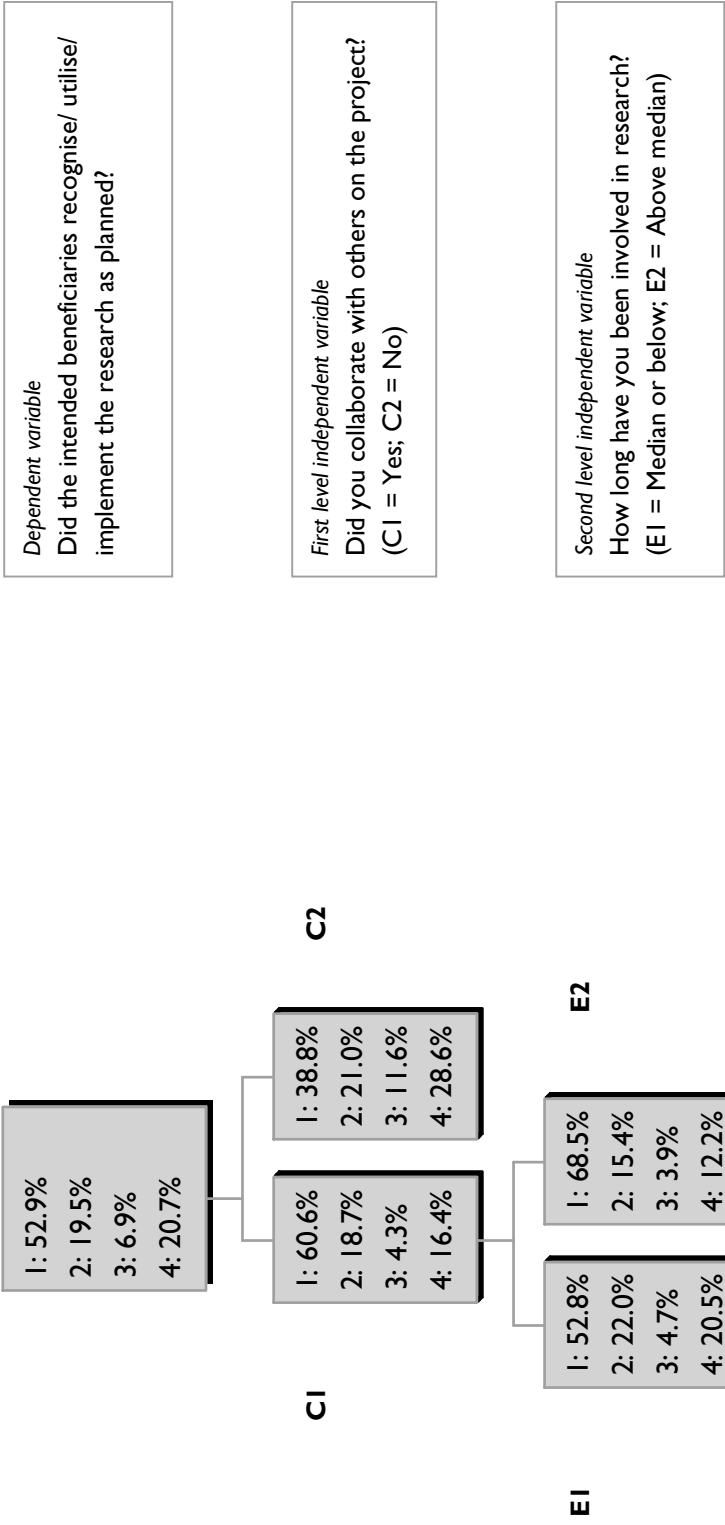 1: 52.9%
2: 19.5%
3: 6.9%
4: 20.7%
Dependent variable
Did the intended beneficiaries recognise/ utilise/
implement the research as planned?
C1
1: 60.6%
2: 18.7%
3: 4.3%
4: 16.4%
1: 38.8%
2: 21.0%
3: 11.6%
4: 28.6%
C2
First level independent variable
Did you collaborate with others on the project?
(C1 = Yes; C2 = No)
E1
1: 52.8%
2: 22.0%
3: 4.7%
4: 20.5%
1: 68.5%
2: 15.4%
3: 3.9%
4: 12.2%
E2
Second level independent variable
How long have you been involved in research?
(E1 = Median or below; E2 = Above median)